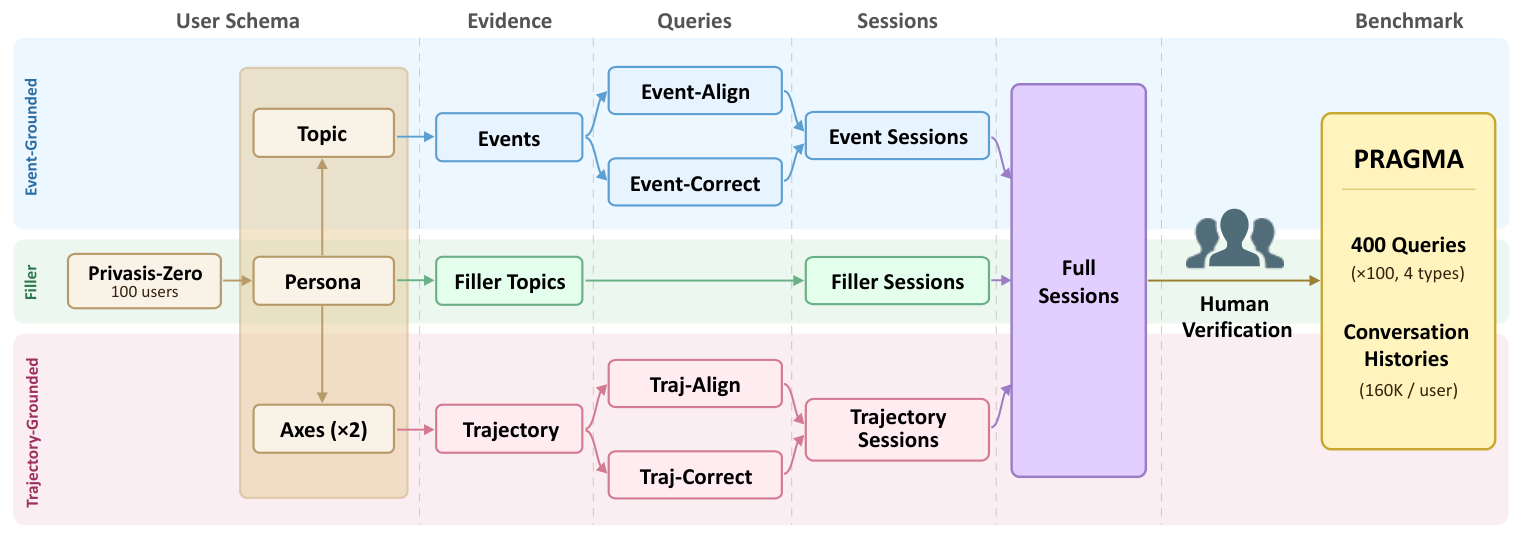 User Schema
Evidence
Queries
Sessions
Benchmark
Event-Grounded
Topic
Events
Event-Align
Event-Correct
Event Sessions
Filler
Privasis-Zero
100 users
Persona
Filler Topics
Filler Sessions
Trajectory-Grounded
Axes (×2)
Trajectory
Traj-Align
Traj-Correct
Trajectory
Sessions
Full
Sessions
Human
Verification
PRAGMA
400 Queries
(×100, 4 types)
Conversation
Histories
(160K / user)